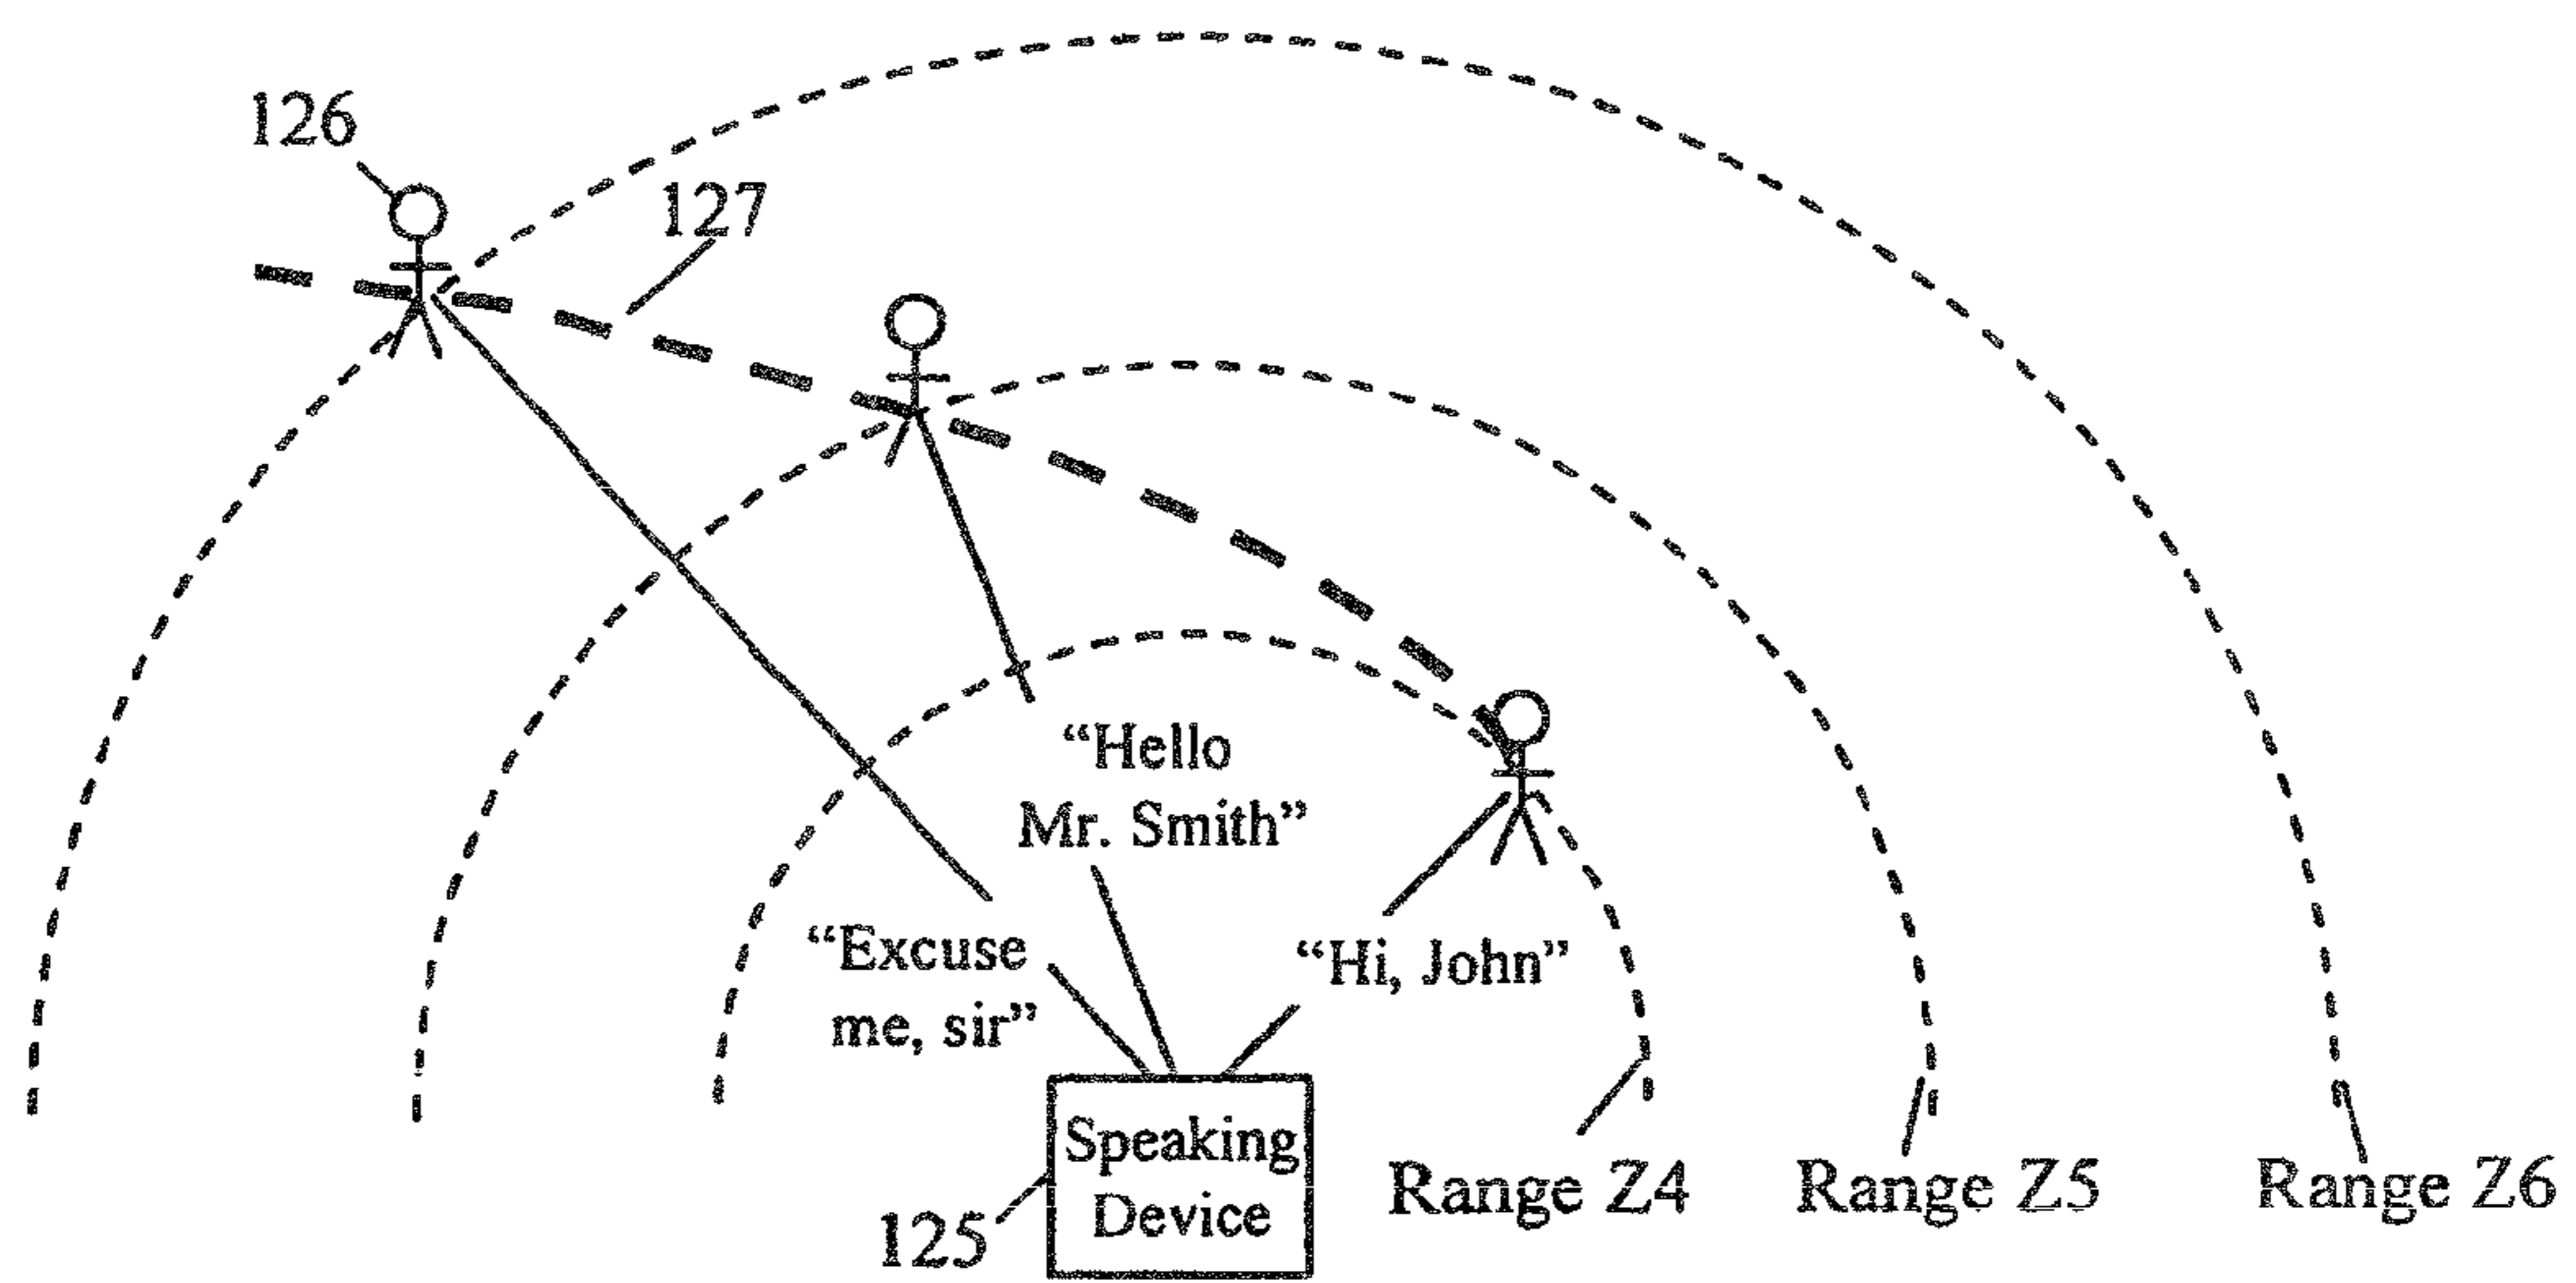 126
127
“Hello
Mr. Smith”
“Excuse
me, sir”
“Hi, John”
Speaking
Device
125
Range Z4
Range Z5
Range Z6